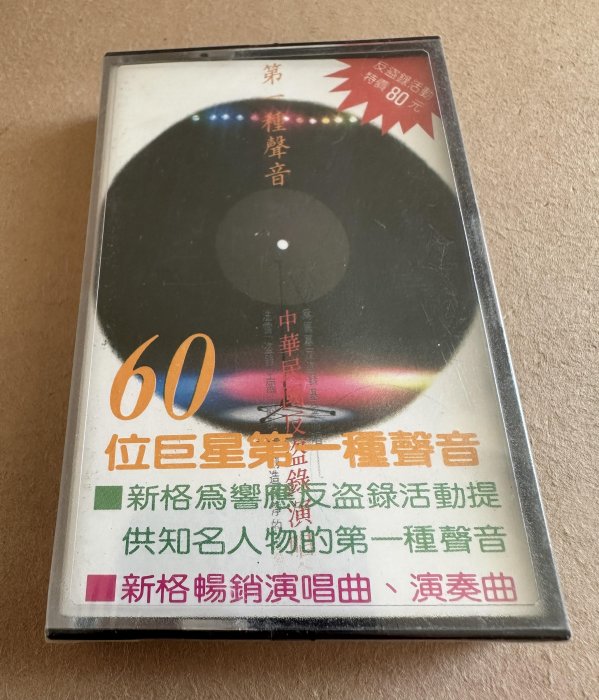 反盜錄活動
特價80元
第一種聲音
中華民國反盜錄演唱
60
位巨星第一種聲音
■新格為響應反盜錄活動提
供知名人物的第一種聲音
■新格暢銷演唱曲、演奏曲